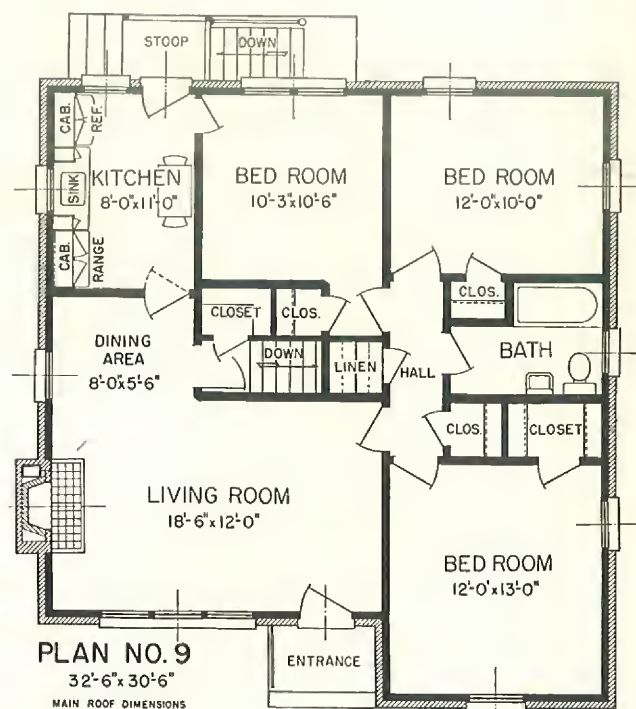 STOOP
DOWN
CAB.
REF.
KITCHEN
8'-0"x11'-0"
SINK
CAB.
RANGE
BED ROOM
10'-3"x10'-6"
BED ROOM
12'-0"x10'-0"
CLOSET
CLOS.
CLOS.
DINING
AREA
8'-0"x5'-6"
DOWN
LINEN
HALL
BATH
CLOS.
CLOSET
LIVING ROOM
18'-6"x12'-0"
BED ROOM
12'-0"x13'-0"
ENTRANCE
PLAN NO. 9
32'-6"x30'-6"
MAIN ROOF DIMENSIONS